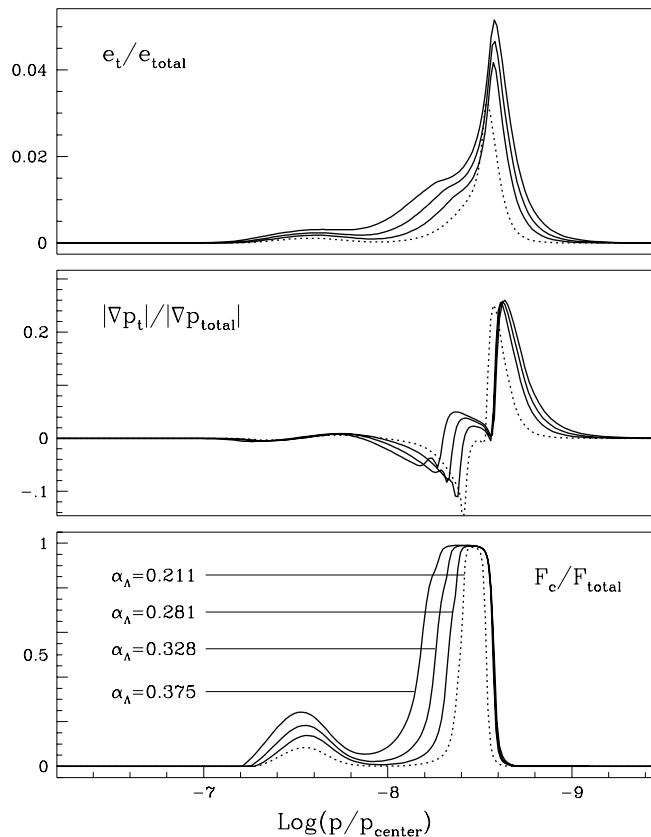 e_t/e_total
0.04
0.02
0
|∇p_t|/|∇p_total|
0.2
0
-.1
1
F_c/F_total
α_Λ=0.211
α_Λ=0.281
0.5
α_Λ=0.328
α_Λ=0.375
0
-7
-8
-9
Log(p/p_center)